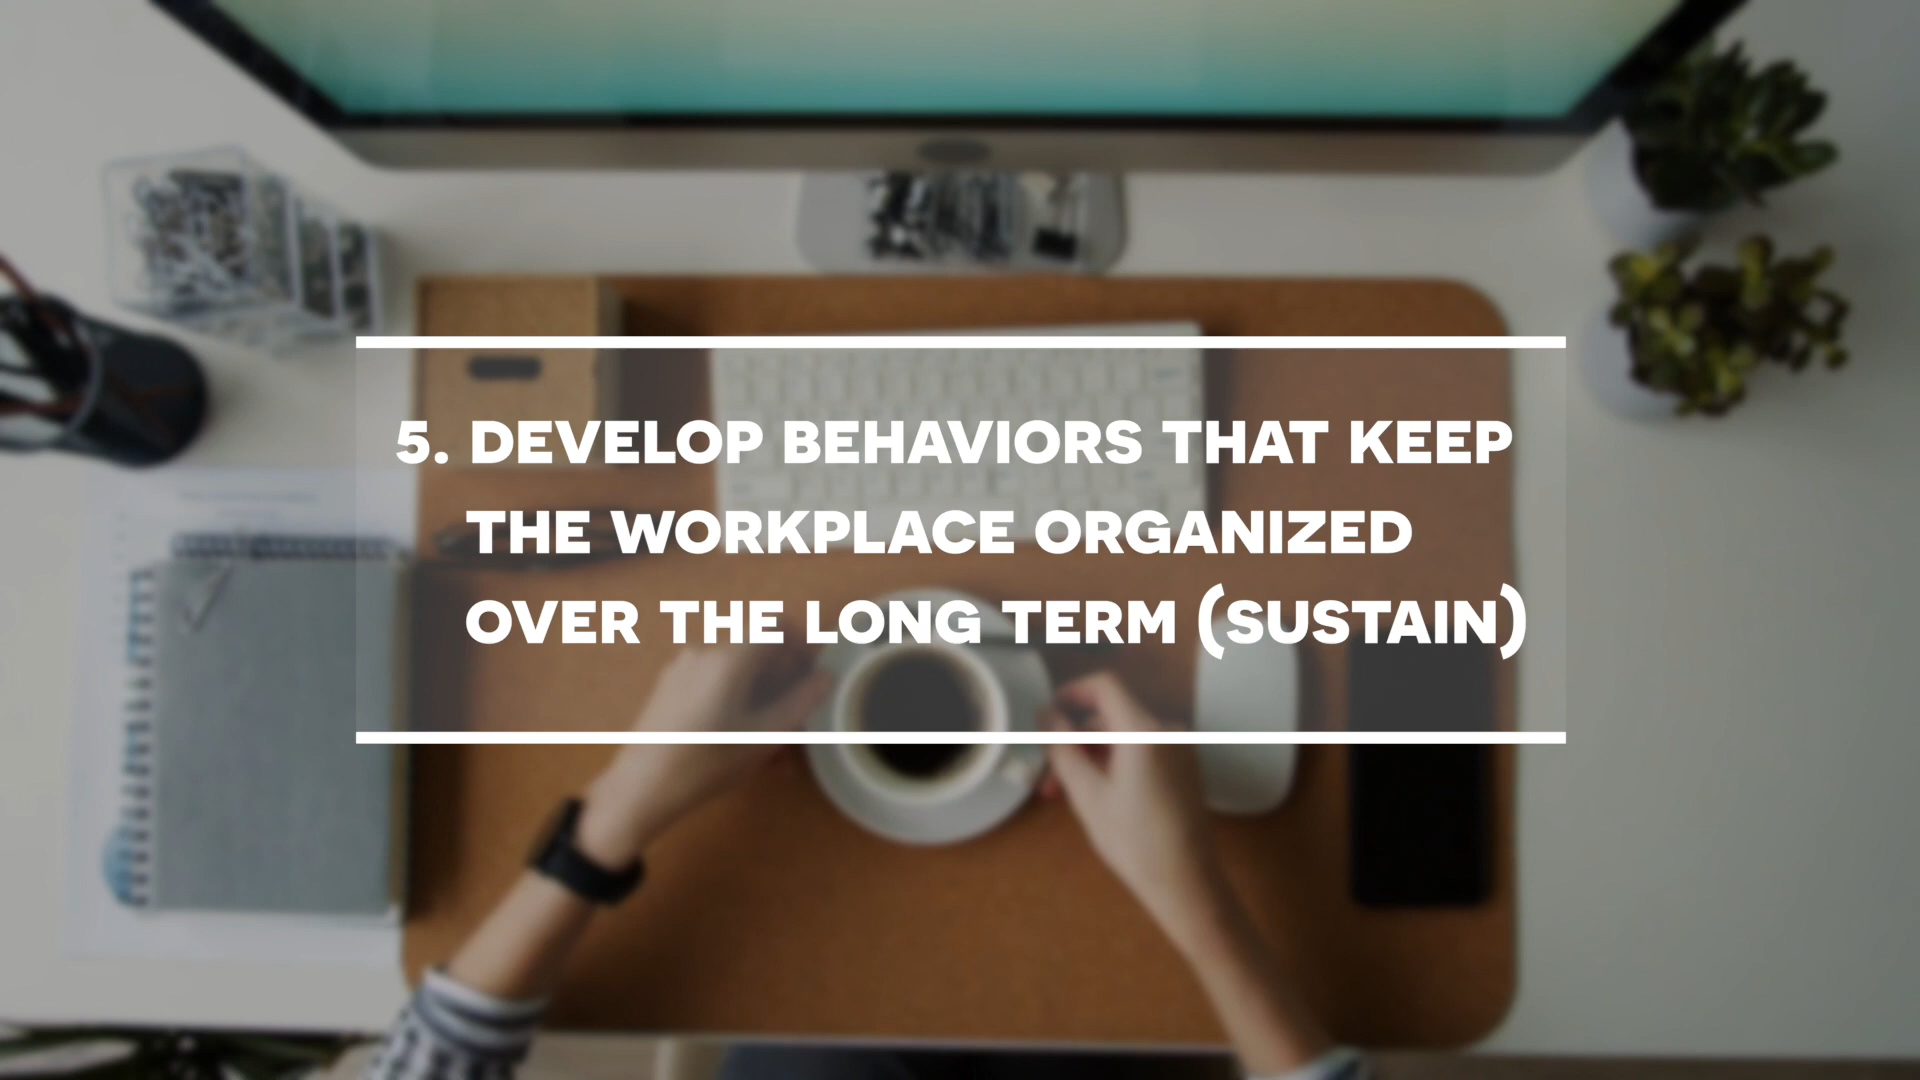 5. DEVELOP BEHAVIORS THAT KEEP
THE WORKPLACE ORGANIZED
OVER THE LONG TERM (SUSTAIN)